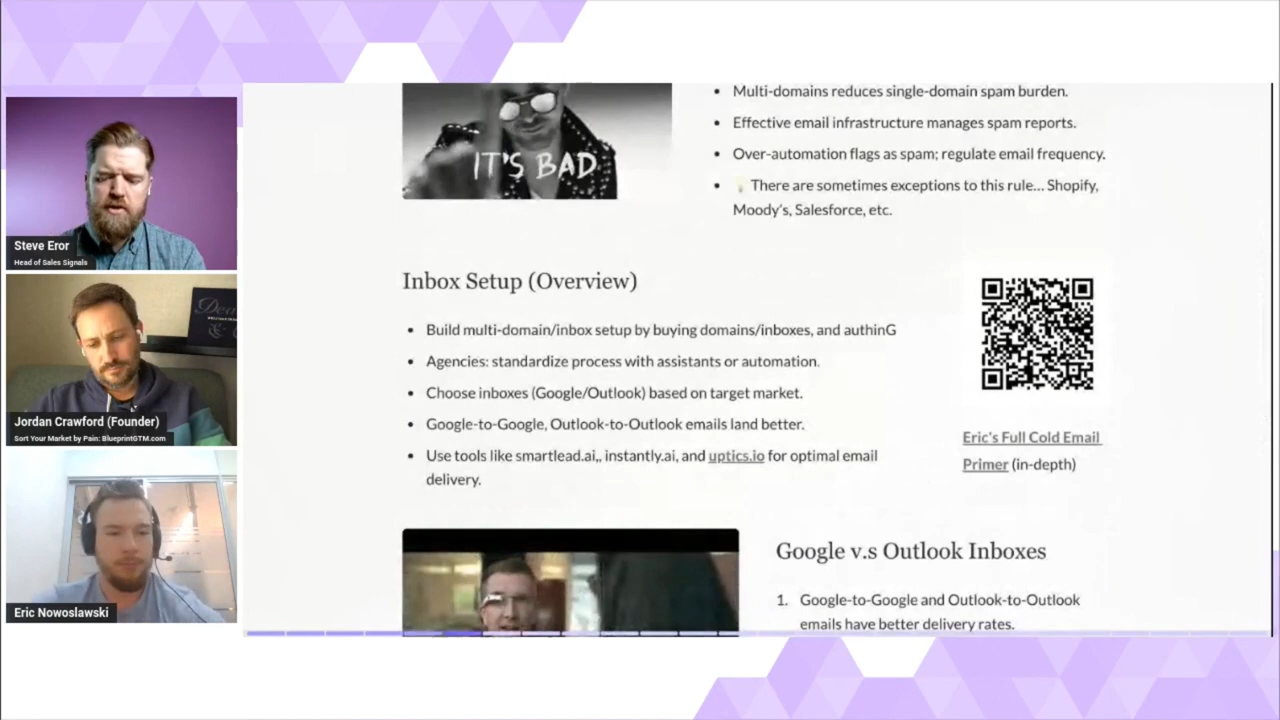 Steve Eror
Head of Sales Signals
Jordan Crawford (Founder)
Sort Your Market by Pain: BlueprintGTM.com
Eric Nowoslawski
IT'S BAD
• Multi-domains reduces single-domain spam burden.
• Effective email infrastructure manages spam reports.
• Over-automation flags as spam; regulate email frequency.
• There are sometimes exceptions to this rule... Shopify,
Moody's, Salesforce, etc.
Inbox Setup (Overview)
• Build multi-domain/inbox setup by buying domains/inboxes, and authinG
• Agencies: standardize process with assistants or automation.
• Choose inboxes (Google/Outlook) based on target market.
• Google-to-Google, Outlook-to-Outlook emails land better.
• Use tools like smartlead.ai,, instantly.ai, and uptics.io for optimal email
delivery.
Eric's Full Cold Email
Primer (in-depth)
Google v.s Outlook Inboxes
1. Google-to-Google and Outlook-to-Outlook
emails have better delivery rates.